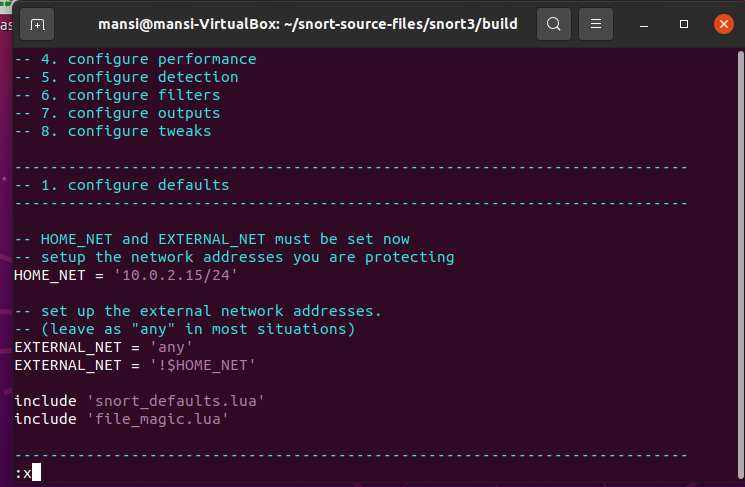 mansi@mansi-VirtualBox: ~/snort-source-files/snort3/build
as
-- 4. configure performance
-- 5. configure detection
-- 6. configure filters
-- 7. configure outputs
-- 8. configure tweaks
---------------------------------------------------------------------------
-- 1. configure defaults
---------------------------------------------------------------------------
-- HOME_NET and EXTERNAL_NET must be set now
-- setup the network addresses you are protecting
HOME_NET = '10.0.2.15/24'
-- set up the external network addresses.
-- (leave as "any" in most situations)
EXTERNAL_NET = 'any'
EXTERNAL_NET = '!$HOME_NET'
include 'snort_defaults.lua'
include 'file_magic.lua'
---------------------------------------------------------------------------
:x